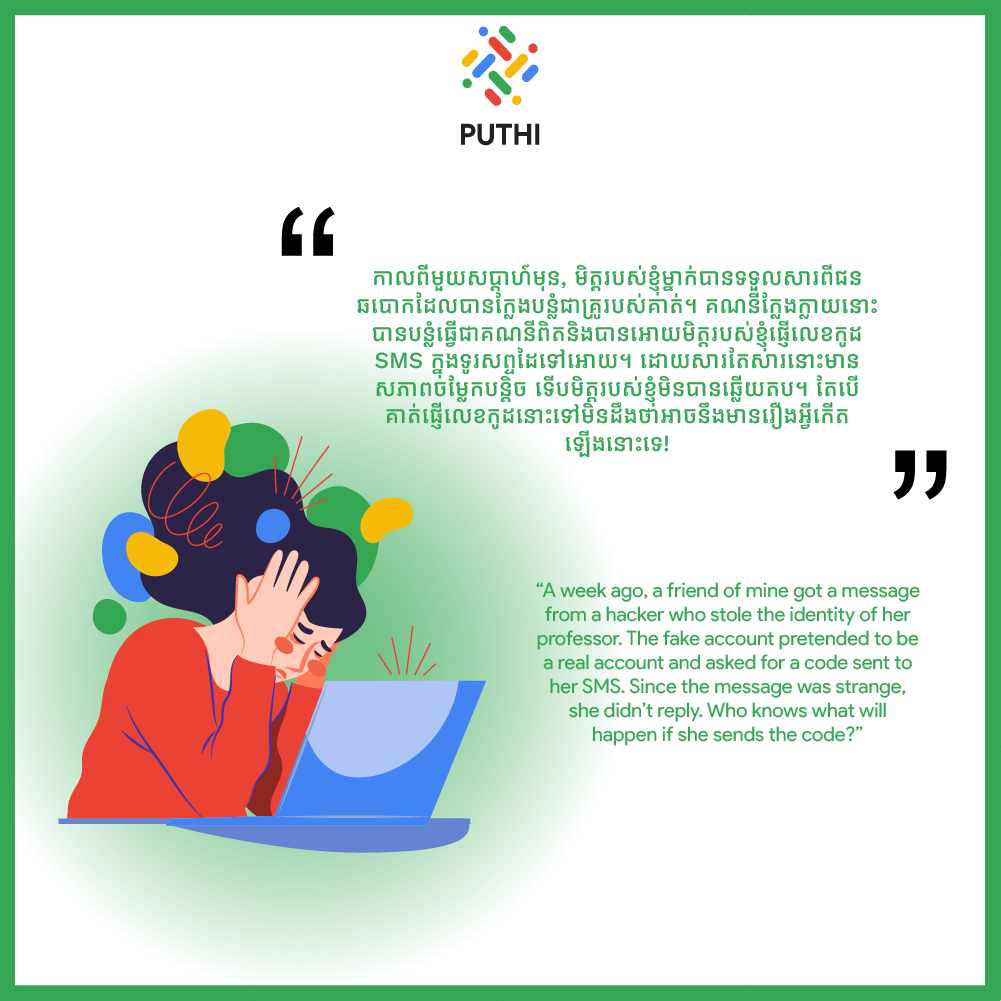 PUTHI
“
កាលពីមួយសប្តាហ៍មុន, មិត្តរបស់ខ្ញុំម្នាក់បានទទួលសារពីជន
ឆបោកដែលបានក្លែងបន្លំជាគ្រូរបស់គាត់។ គណនីក្លែងក្លាយនោះ
បានបន្លំធ្វើជាគណនីពិតនិងបានអោយមិត្តរបស់ខ្ញុំផ្ញើលេខកូដ
SMS ក្នុងទូរសព្ទដៃទៅអោយ។ ដោយសារតែសារនោះមាន
សភាពចម្លែកបន្តិច ទើបមិត្តរបស់ខ្ញុំមិនបានឆ្លើយតប។ តែបើ
គាត់ផ្ញើលេខកូដនោះទៅមិនដឹងថាអាចនឹងមានរឿងអ្វីកើត
ឡើងនោះទេ!
”
“A week ago, a friend of mine got a message
from a hacker who stole the identity of her
professor. The fake account pretended to be
a real account and asked for a code sent to
her SMS. Since the message was strange,
she didn’t reply. Who knows what will
happen if she sends the code?”